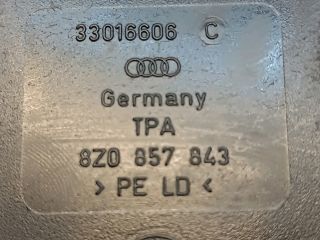 33016606 C
Germany
TPA
8Z0 857 843
> PE LD <